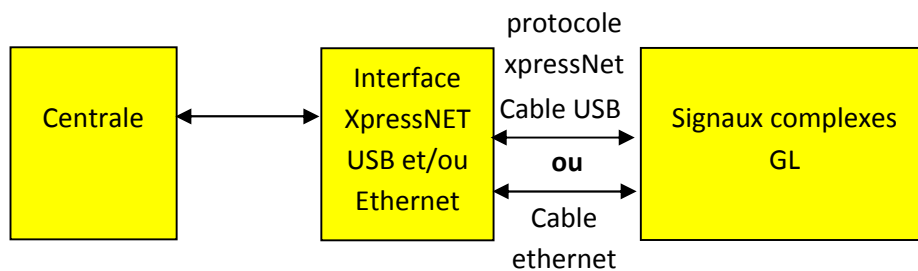 Centrale
Interface
XpressNET
USB et/ou
Ethernet
protocole
xpressNet
Cable USB
ou
Cable
ethernet
Signaux complexes
GL